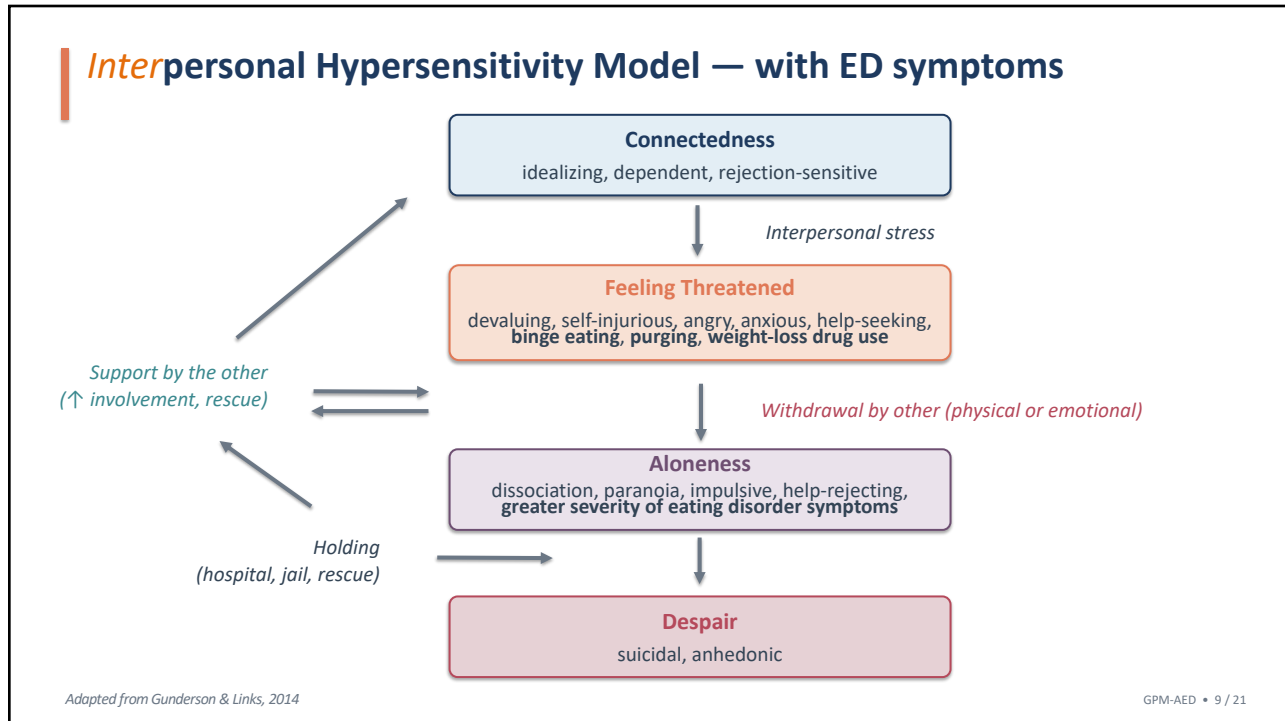 Interpersonal Hypersensitivity Model — with ED symptoms
Connectedness
idealizing, dependent, rejection-sensitive
Interpersonal stress
Feeling Threatened
devaluing, self-injurious, angry, anxious, help-seeking,
binge eating, purging, weight-loss drug use
Support by the other
(↑ involvement, rescue)
Withdrawal by other (physical or emotional)
Aloneness
dissociation, paranoia, impulsive, help-rejecting,
greater severity of eating disorder symptoms
Holding
(hospital, jail, rescue)
Despair
suicidal, anhedonic
Adapted from Gunderson & Links, 2014
GPM-AED • 9 / 21